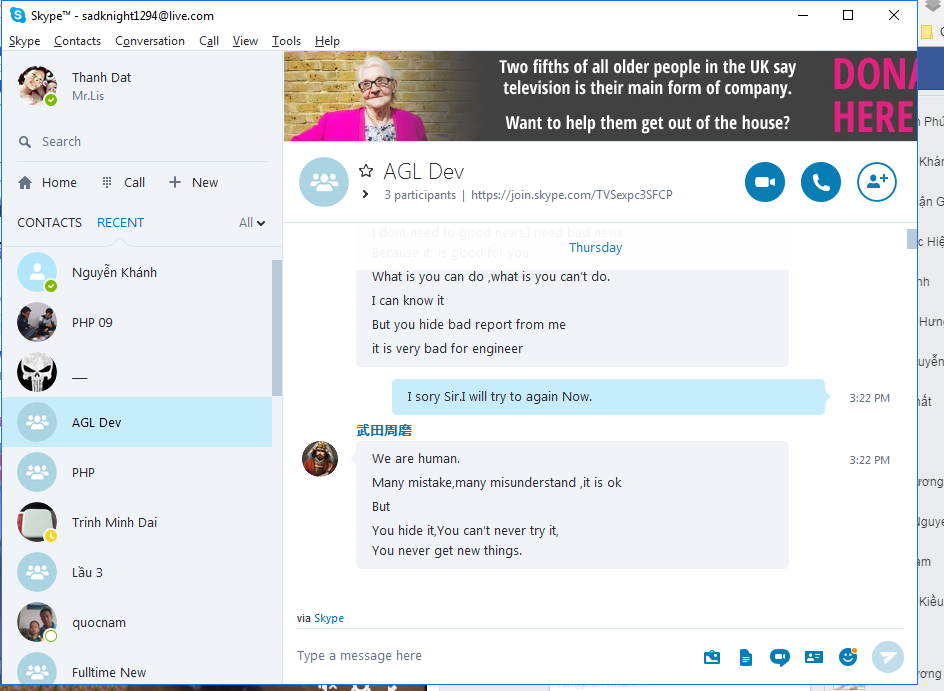 Skype™ - sadknight1294@live.com
Skype Contacts Conversation Call View Tools Help
Thanh Dat
Mr.Lis
Search
Home Call New
CONTACTS RECENT All
Nguyễn Khánh
PHP 09
__
AGL Dev
PHP
Trinh Minh Dai
Lầu 3
quocnam
Fulltime New
Two fifths of all older people in the UK say
television is their main form of company.
Want to help them get out of the house?
DONA
HERE
AGL Dev
3 participants | https://join.skype.com/TVSexpc3SFCP
I dont need to good news.I need bad news.
Because it. is good for you
Thursday
What is you can do ,what is you can't do.
I can know it
But you hide bad report from me
it is very bad for engineer
I sory Sir.I will try to again Now.
3:22 PM
武田周磨
We are human.
3:22 PM
Many mistake,many misunderstand ,it is ok
But
You hide it,You can't never try it,
You never get new things.
via Skype
Type a message here